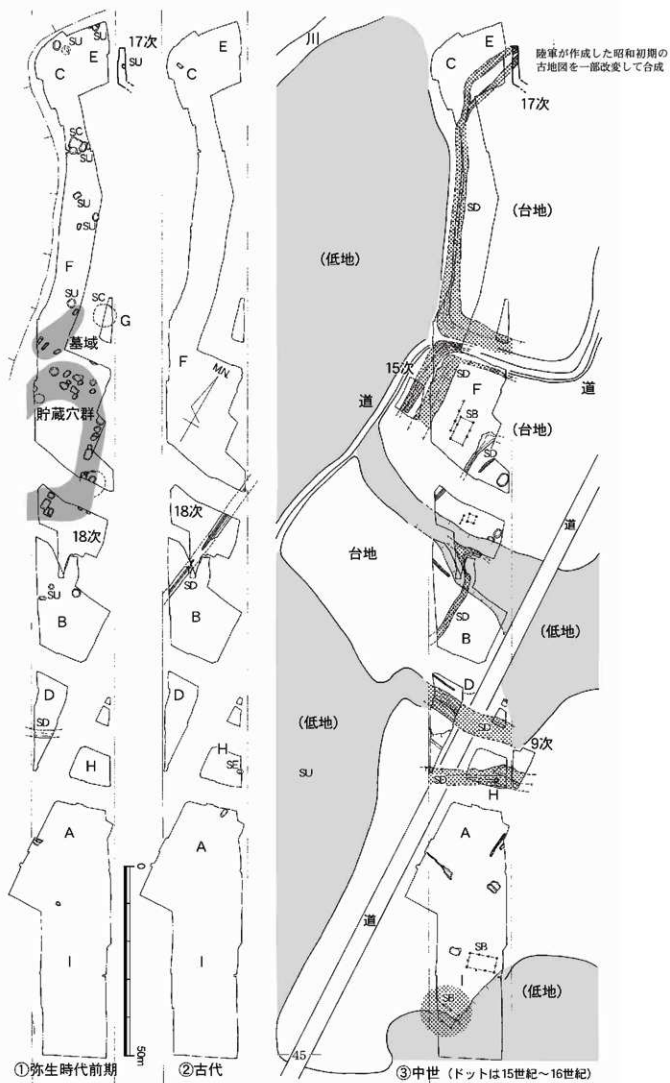 SU
SU
17次
SU
C
E
SC
SU
SU
SU
F
SU
SC
G
墓域
貯蔵穴群
18次
SU
B
D
SD
H
A
I
①弥生時代前期
0
50m
C
E
F
MN
18次
SD
B
D
H
SE
A
I
②古代
川
陸軍が作成した昭和初期の
古地図を一部改変して合成
E
C
17次
SD
(台地)
(低地)
15次
SD
F
道
道
SB
(台地)
SD
道
台地
SD
B
(低地)
D
(低地)
SD
9次
SU
SD
H
A
道
SB
I
SB
(低地)
45
③中世 (ドットは15世紀~16世紀)